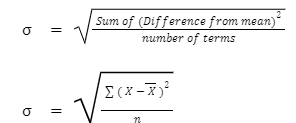 σ = √(Sum of (Difference from mean)² / number of terms)
σ = √(∑(X − X̅)² / n)